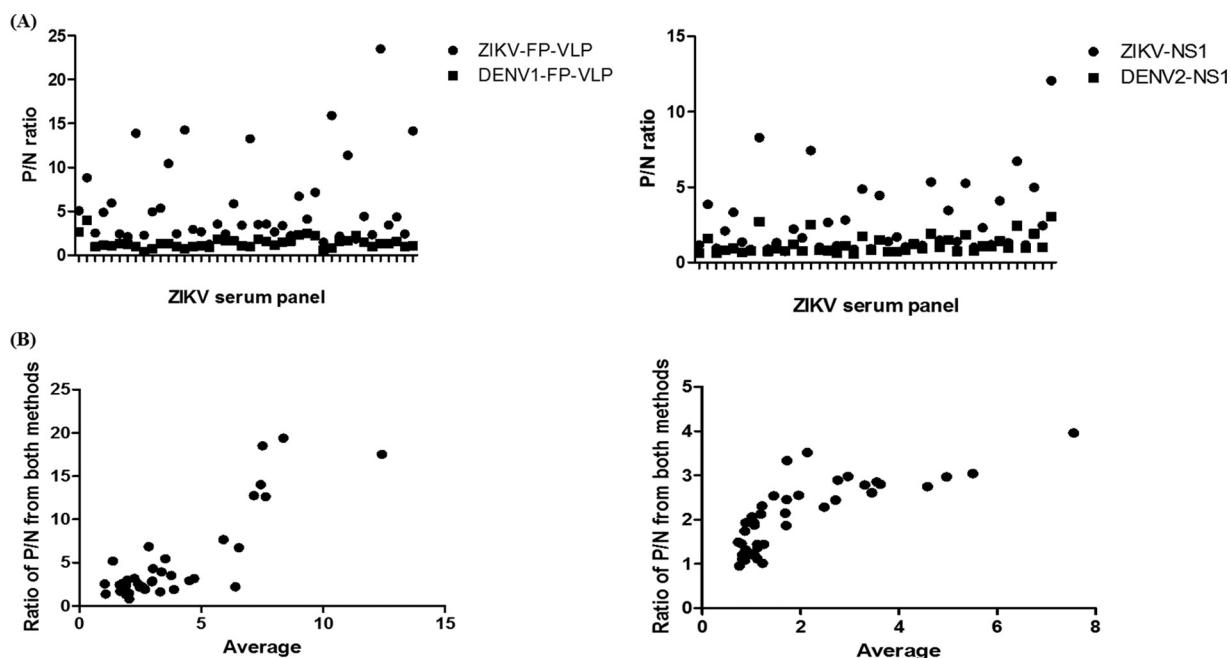 (A)
25
20
15
10
5
0
P/N ratio
ZIKV serum panel
ZIKV-FP-VLP
DENV1-FP-VLP
15
10
5
0
P/N ratio
ZIKV serum panel
ZIKV-NS1
DENV2-NS1
(B)
Ratio of P/N from both methods
25
20
15
10
5
0
0 5 10 15
Average
Ratio of P/N from both methods
5
4
3
2
1
0
0 2 4 6 8
Average